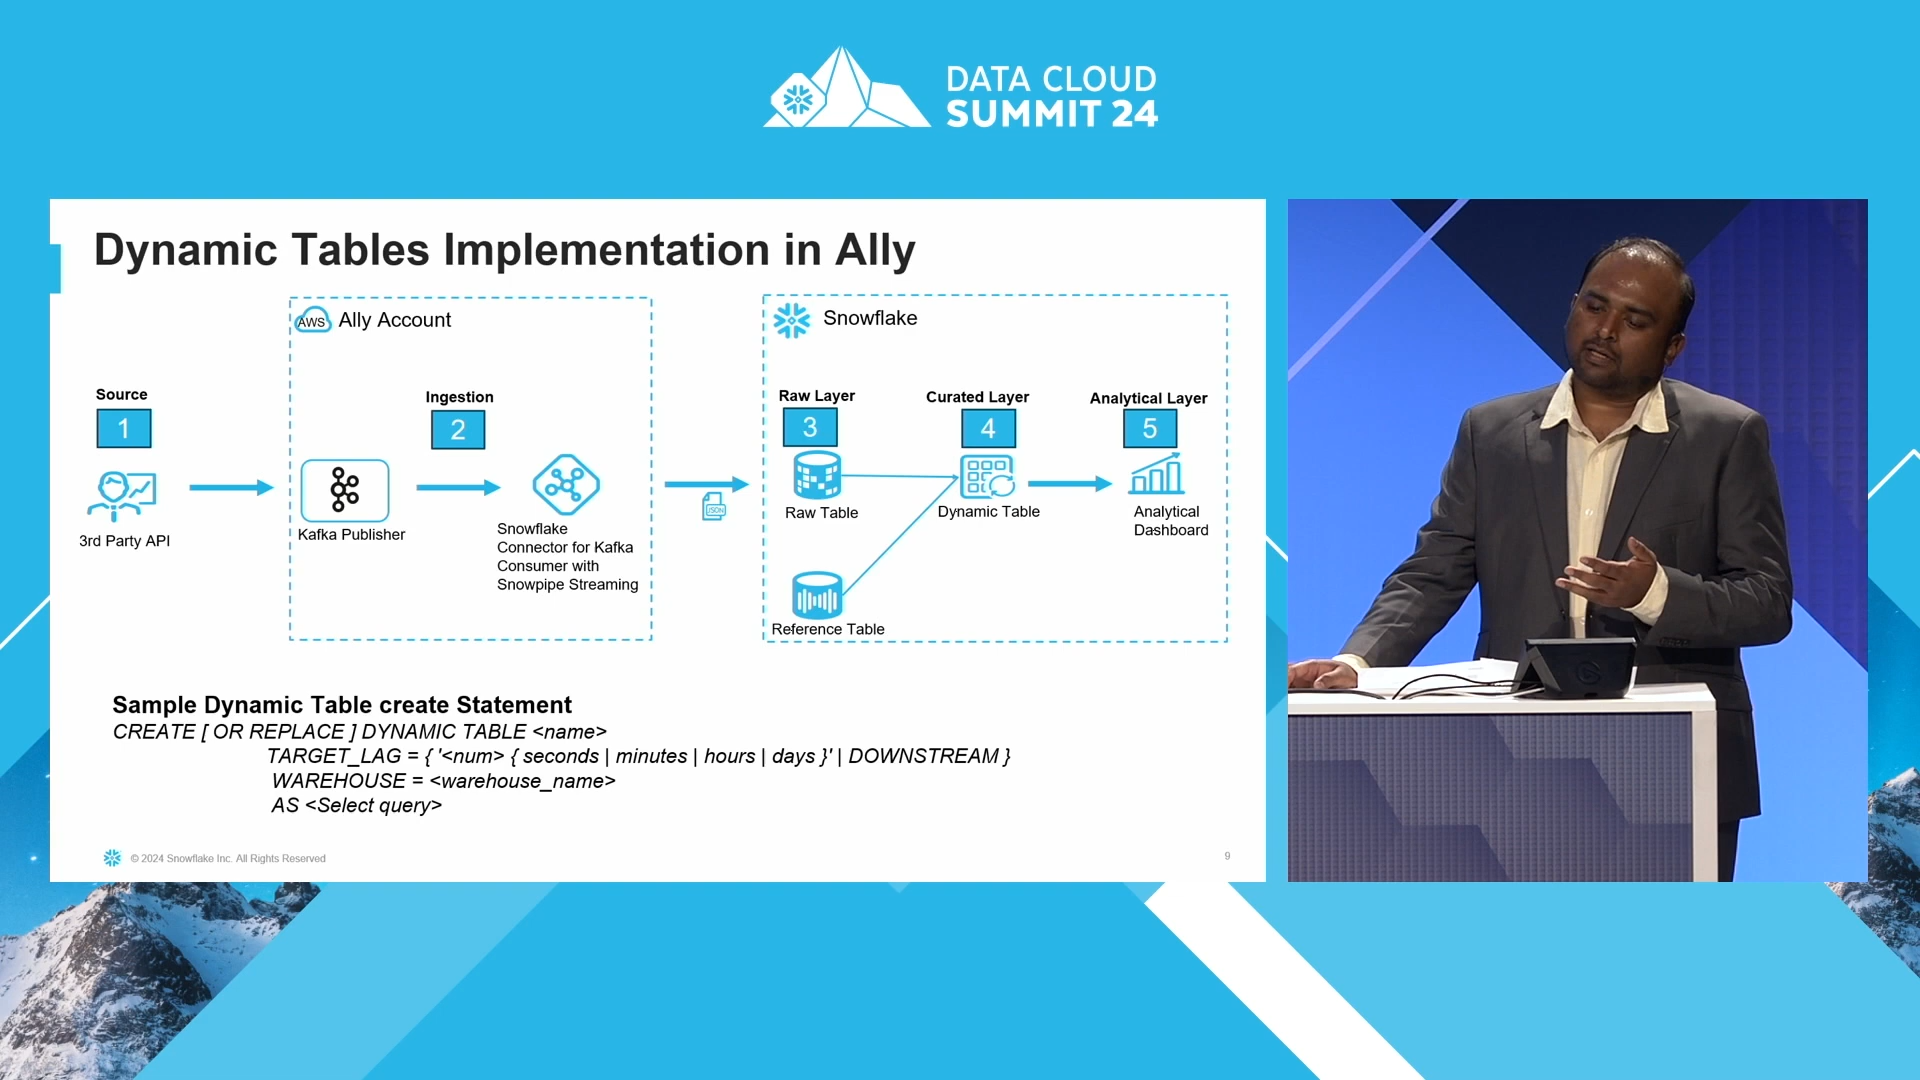 DATA CLOUD
SUMMIT 24
Dynamic Tables Implementation in Ally
AWS Ally Account
Snowflake
Source
1
3rd Party API
Ingestion
2
Kafka Publisher
Snowflake
Connector for Kafka
Consumer with
Snowpipe Streaming
JSON
Raw Layer
3
Raw Table
Reference Table
Curated Layer
4
Dynamic Table
Analytical Layer
5
Analytical
Dashboard
Sample Dynamic Table create Statement
CREATE [ OR REPLACE ] DYNAMIC TABLE <name>
TARGET_LAG = { '<num> { seconds | minutes | hours | days }' | DOWNSTREAM }
WAREHOUSE = <warehouse_name>
AS <Select query>
© 2024 Snowflake Inc. All Rights Reserved
9